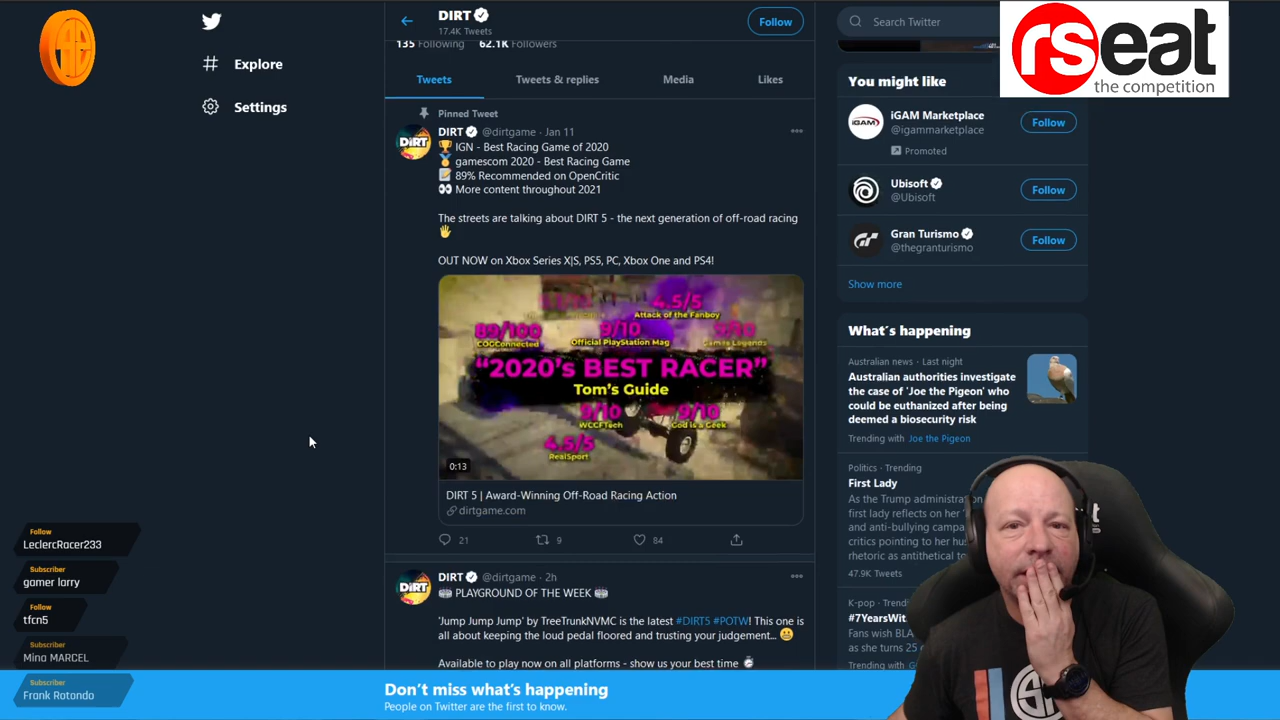 DIRT
17.4K Tweets
Follow
Search Twitter
rseat
the competition
Explore
Settings
135 Following 62.1K Followers
Tweets
Tweets & replies
Media
Likes
Pinned Tweet
DIRT @dirtgame · Jan 11
🏆 IGN - Best Racing Game of 2020
🏅 gamescom 2020 - Best Racing Game
📝 89% Recommended on OpenCritic
👀 More content throughout 2021
The streets are talking about DIRT 5 - the next generation of off-road racing
🖐
OUT NOW on Xbox Series X|S, PS5, PC, Xbox One and PS4!
4.5/5
Attack of the Fanboy
89/100
COGConnected
9/10
Official PlayStation Mag
9/10
Games Legends
"2020's BEST RACER"
Tom's Guide
9/10
WCCFTech
9/10
God is a Geek
4.5/5
RealSport
0:13
DIRT 5 | Award-Winning Off-Road Racing Action
dirtgame.com
21
9
84
DIRT @dirtgame · 2h
🏟 PLAYGROUND OF THE WEEK 🏟
'Jump Jump Jump' by TreeTrunkNVMC is the latest #DIRT5 #POTW! This one is
all about keeping the loud pedal floored and trusting your judgement... 😬
Available to play now on all platforms - show us your best time ⏱
You might like
iGAM Marketplace
@igammarketplace
Follow
Promoted
Ubisoft
@Ubisoft
Follow
Gran Turismo
@thegranturismo
Follow
Show more
What's happening
Australian news · Last night
Australian authorities investigate
the case of 'Joe the Pigeon' who
could be euthanized after being
deemed a biosecurity risk
Trending with Joe the Pigeon
Politics · Trending
First Lady
As the Trump administration
first lady reflects on her
and anti-bullying
critics pointing to her
rhetoric as antithetical
47.9K Tweets
K-pop
#7YearsWit
Fans wish
as she turns 25
Follow
LeclercRacer233
Subscriber
gamer larry
Follow
tfcn5
Subscriber
Mina MARCEL
Subscriber
Frank Rotondo
Don't miss what's happening
People on Twitter are the first to know.